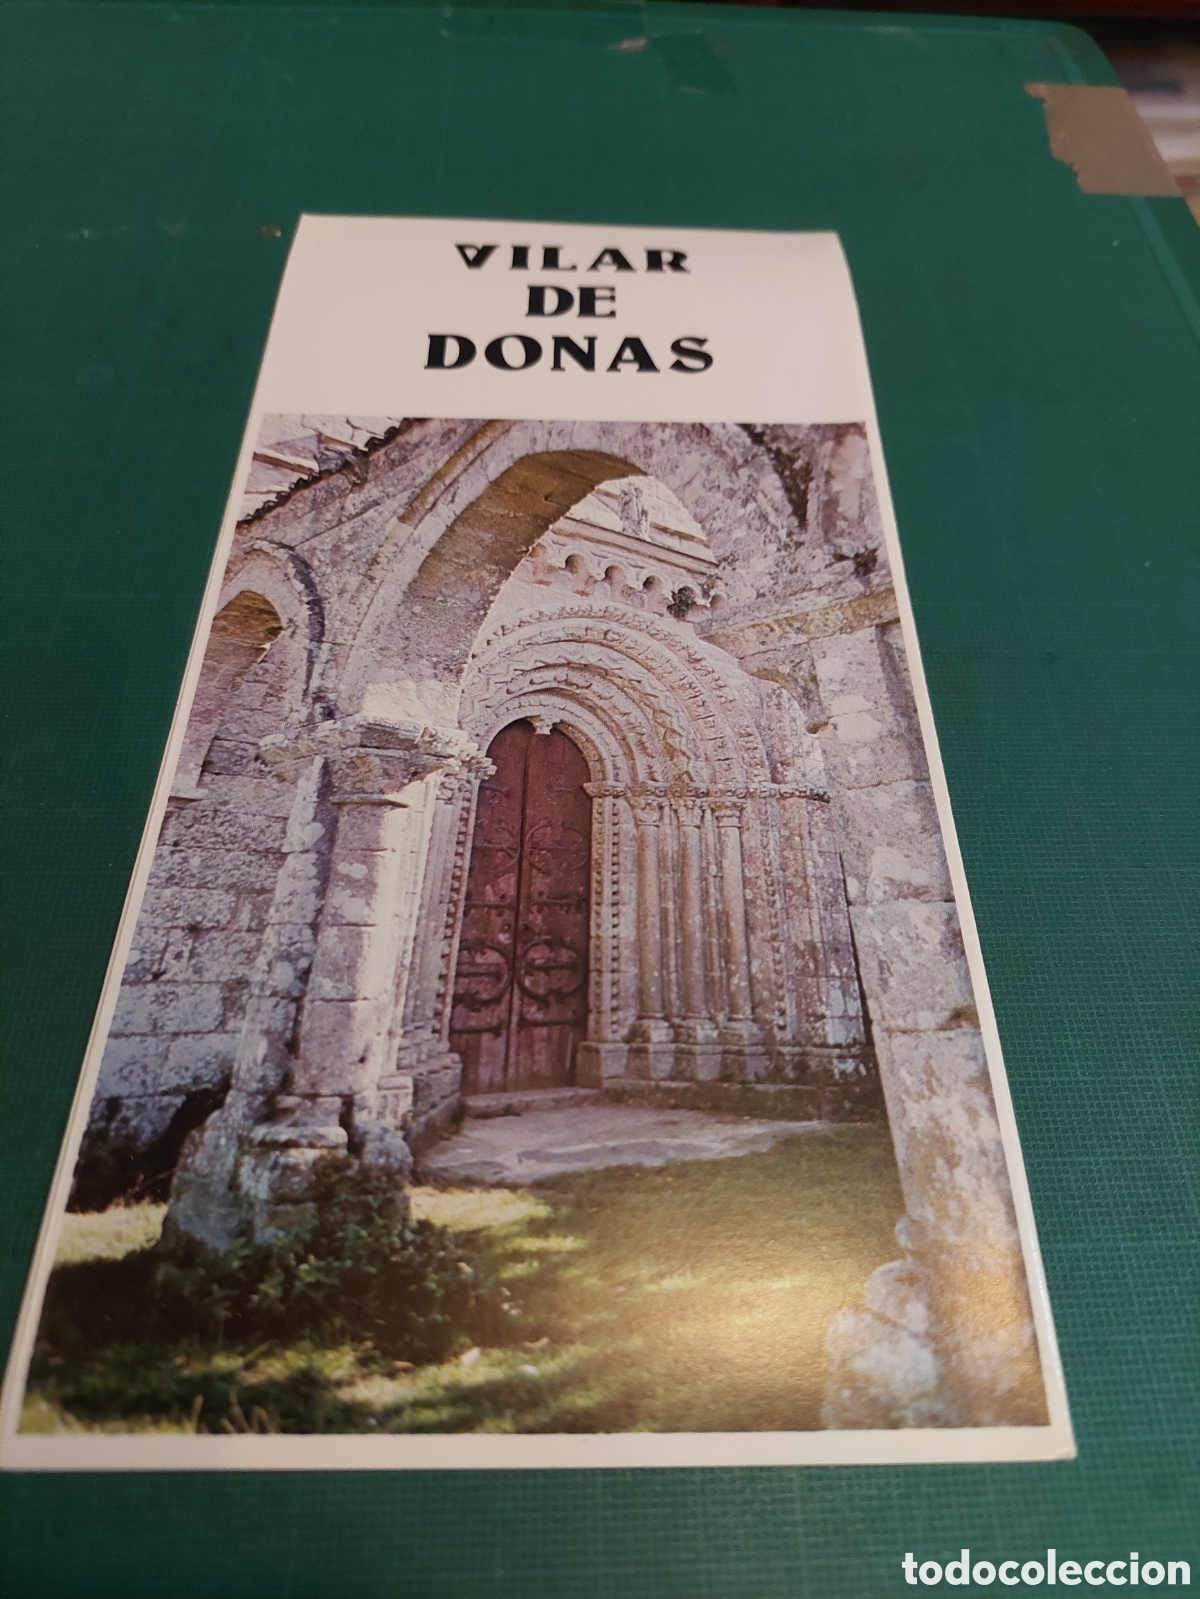 VILAR
DE
DONAS
todocoleccion